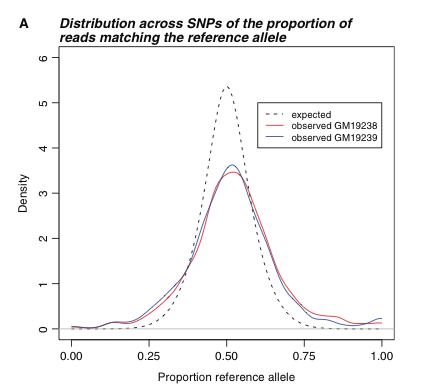 A
Distribution across SNPs of the proportion of
reads matching the reference allele
6
5
4
3
2
1
0
Density
expected
observed GM19238
observed GM19239
0.00 0.25 0.50 0.75 1.00
Proportion reference allele